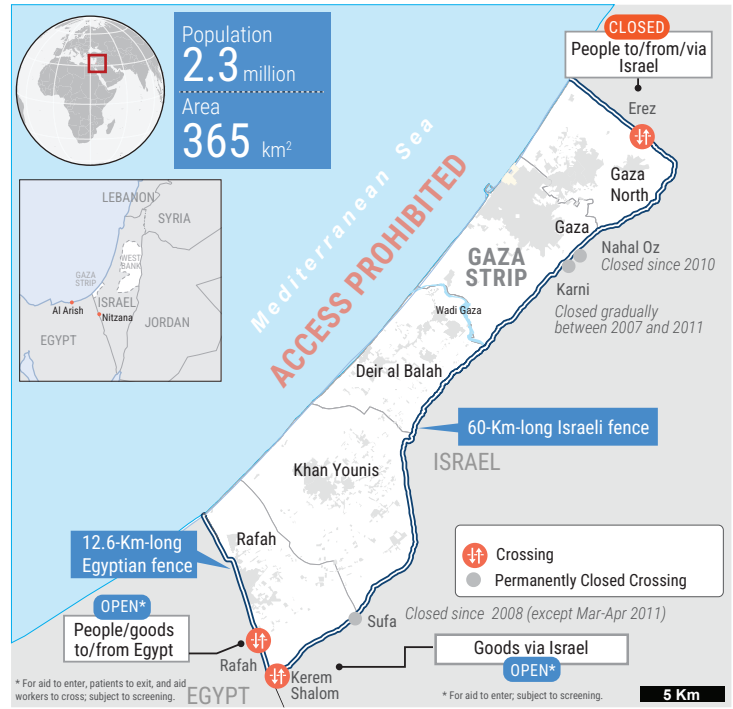 Population
2.3 million
Area
365 km²
CLOSED
People to/from/via
Israel
Erez
Gaza
North
Gaza
Nahal Oz
Closed since 2010
Karni
Closed gradually
between 2007 and 2011
GAZA
STRIP
Mediterranean Sea
ACCESS PROHIBITED
Wadi Gaza
Deir al Balah
LEBANON
SYRIA
WEST
BANK
GAZA
STRIP
ISRAEL
Al Arish
Nitzana
JORDAN
EGYPT
60-Km-long Israeli fence
ISRAEL
Khan Younis
12.6-Km-long
Egyptian fence
Rafah
Crossing
Permanently Closed Crossing
OPEN*
People/goods
to/from Egypt
Sufa
Closed since 2008 (except Mar-Apr 2011)
Rafah
Kerem
Shalom
Goods via Israel
OPEN*
* For aid to enter, patients to exit, and aid
workers to cross; subject to screening.
EGYPT
* For aid to enter; subject to screening.
5 Km